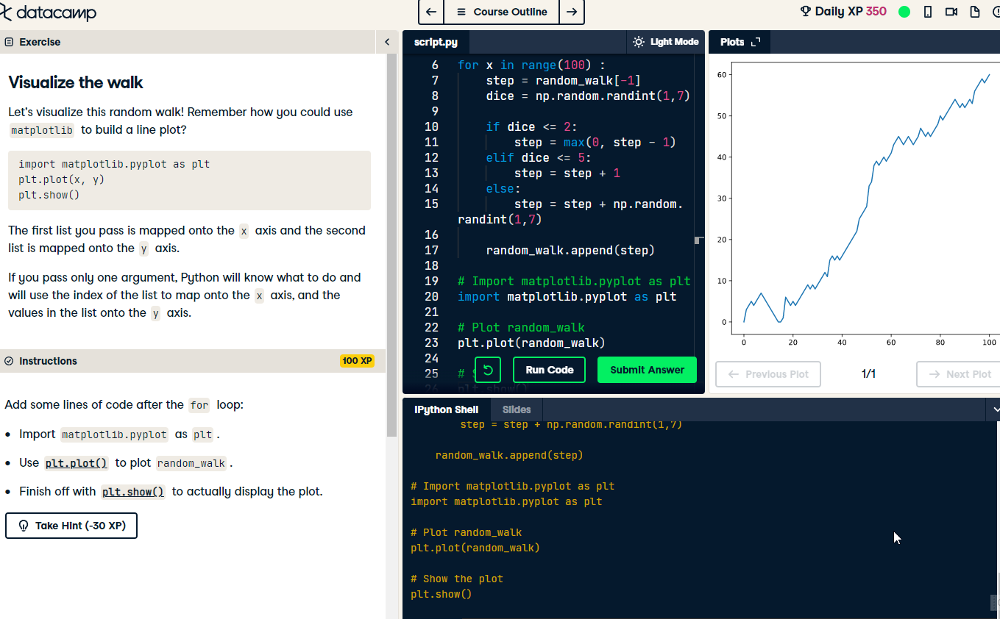 datacamp
Course Outline
Daily XP 350
Exercise
Visualize the walk
Let's visualize this random walk! Remember how you could use
matplotlib to build a line plot?
import matplotlib.pyplot as plt
plt.plot(x, y)
plt.show()
The first list you pass is mapped onto the x axis and the second
list is mapped onto the y axis.
If you pass only one argument, Python will know what to do and
will use the index of the list to map onto the x axis, and the
values in the list onto the y axis.
Instructions
100 XP
Add some lines of code after the for loop:
• Import matplotlib.pyplot as plt .
• Use plt.plot() to plot random_walk .
• Finish off with plt.show() to actually display the plot.
Take Hint (-30 XP)
script.py
Light Mode
6 for x in range(100) :
7 step = random_walk[-1]
8 dice = np.random.randint(1,7)
9
10 if dice <= 2:
11 step = max(0, step - 1)
12 elif dice <= 5:
13 step = step + 1
14 else:
15 step = step + np.random.
randint(1,7)
16
17 random_walk.append(step)
18
19 # Import matplotlib.pyplot as plt
20 import matplotlib.pyplot as plt
21
22 # Plot random_walk
23 plt.plot(random_walk)
24
25 # S
26 plt.show()
Run Code
Submit Answer
Plots
60
50
40
30
20
10
0
0 20 40 60 80 100
Previous Plot
1/1
Next Plot
IPython Shell
Slides
step = step + np.random.randint(1,7)
random_walk.append(step)
# Import matplotlib.pyplot as plt
import matplotlib.pyplot as plt
# Plot random_walk
plt.plot(random_walk)
# Show the plot
plt.show()